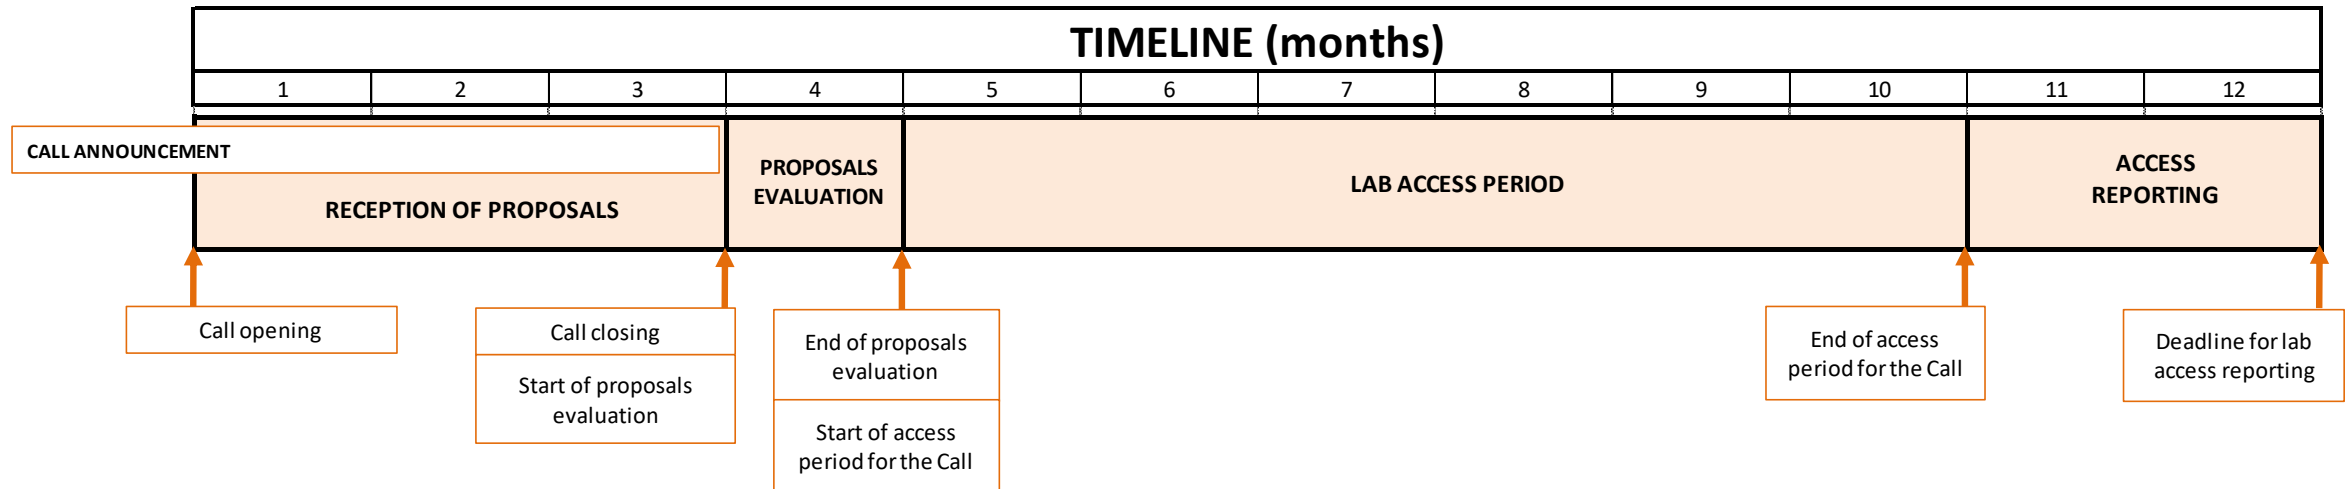 TIMELINE (months)
1 2 3 4 5 6 7 8 9 10 11 12
CALL ANNOUNCEMENT
RECEPTION OF PROPOSALS
PROPOSALS
EVALUATION
LAB ACCESS PERIOD
ACCESS
REPORTING
Call opening
Call closing
Start of proposals
evaluation
End of proposals
evaluation
Start of access
period for the Call
End of access
period for the Call
Deadline for lab
access reporting